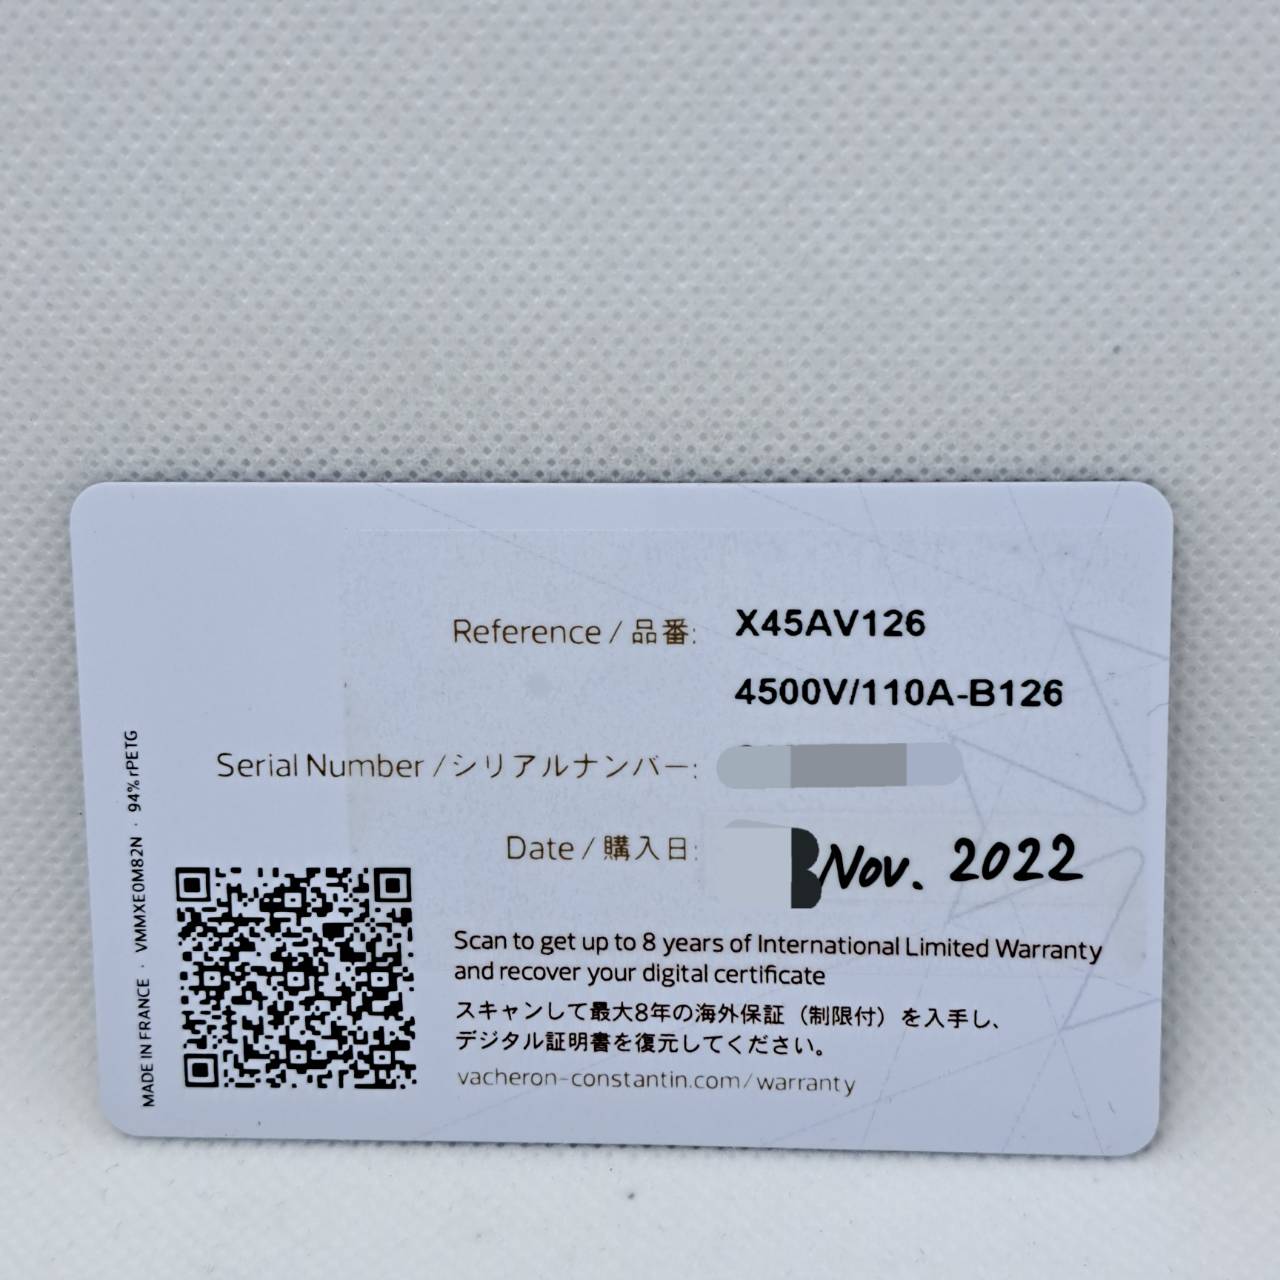 Reference / 品番: X45AV126
4500V/110A-B126
Serial Number / シリアルナンバー:
Date / 購入日: Nov. 2022
Scan to get up to 8 years of International Limited Warranty
and recover your digital certificate
スキャンして最大8年の海外保証（制限付）を入手し、
デジタル証明書を復元してください。
vacheron-constantin.com/warranty
MADE IN FRANCE · VMMXE0M82N · 94% rPETG